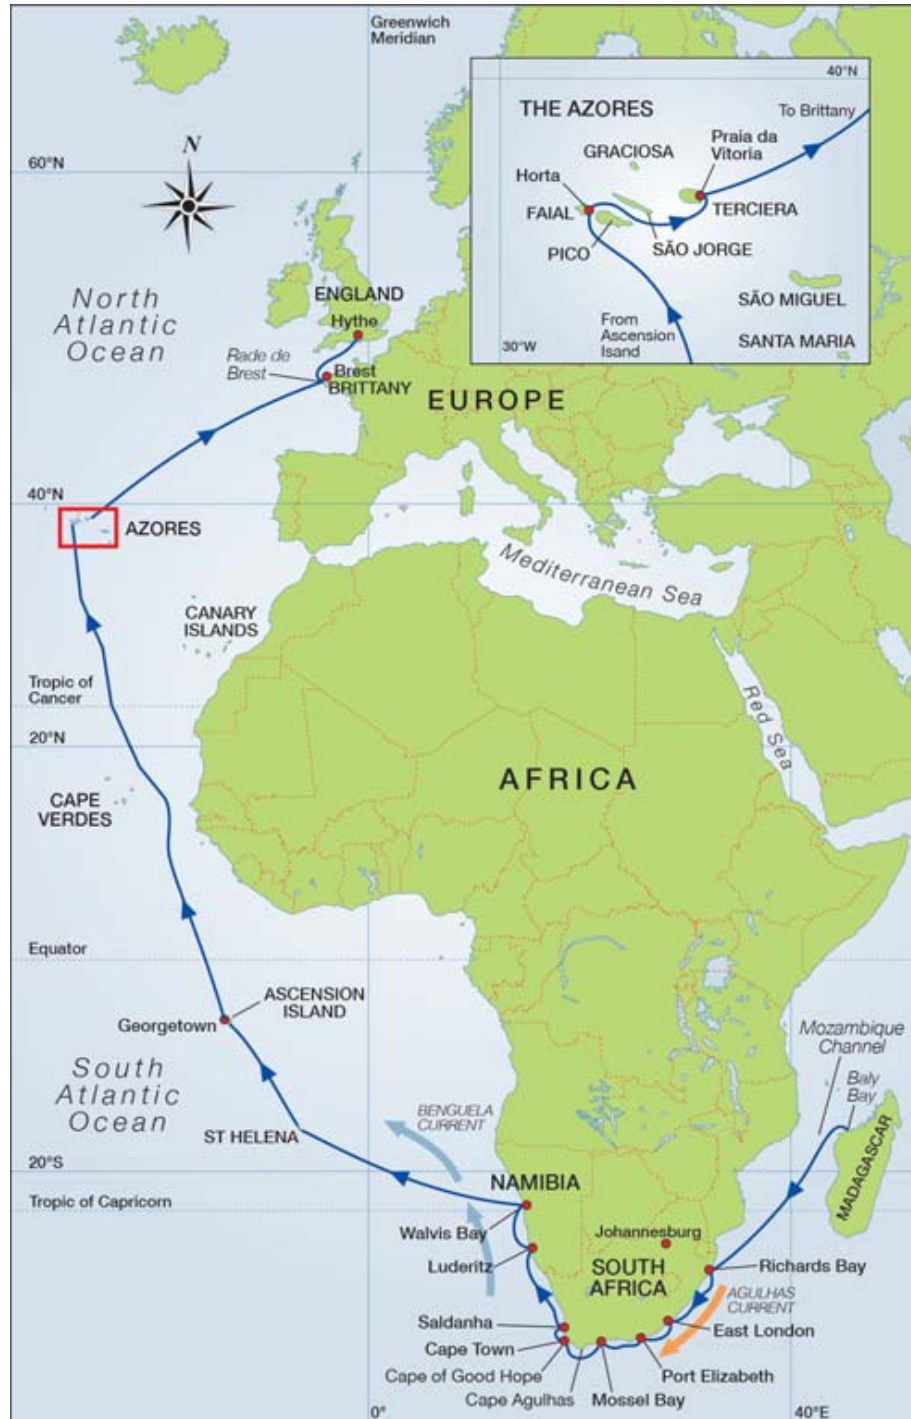 Greenwich
Meridian
N
60°N
40°N
THE AZORES
To Brittany
Praia da
Vitoria
GRACIOSA
Horta
FAIAL
TERCIERA
PICO
SÃO JORGE
SÃO MIGUEL
From
Ascension
Isand
SANTA MARIA
30°W
North
Atlantic
Ocean
ENGLAND
Hythe
Rade de
Brest
Brest
BRITTANY
EUROPE
40°N
AZORES
Mediterranean Sea
CANARY
ISLANDS
Tropic of
Cancer
Red Sea
20°N
AFRICA
CAPE
VERDES
Equator
ASCENSION
ISLAND
Georgetown
Mozambique
Channel
South
Atlantic
Ocean
Baly
Bay
BENGUELA
CURRENT
ST HELENA
MADAGASCAR
20°S
NAMIBIA
Tropic of Capricorn
Walvis Bay
Johannesburg
Luderitz
SOUTH
AFRICA
Richards Bay
AGULHAS
CURRENT
Saldanha
East London
Cape Town
Cape of Good Hope
Port Elizabeth
Cape Agulhas
Mossel Bay
0°
40°E